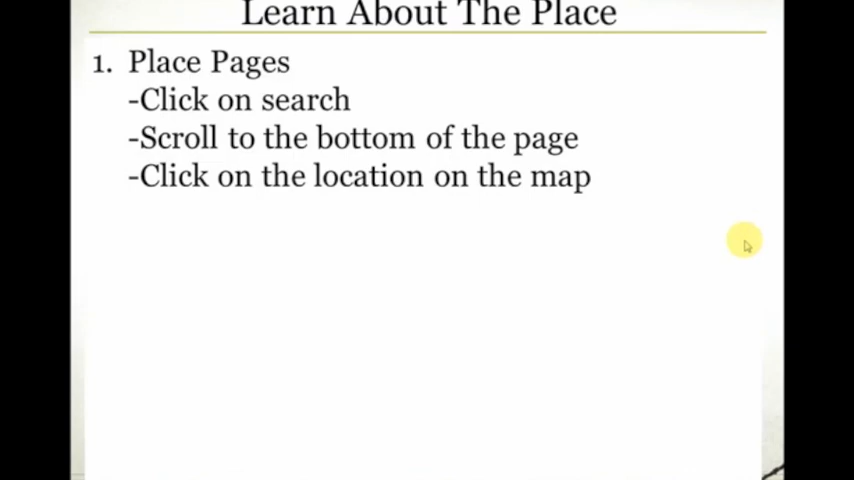 Learn About The Place
1. Place Pages
-Click on search
-Scroll to the bottom of the page
-Click on the location on the map